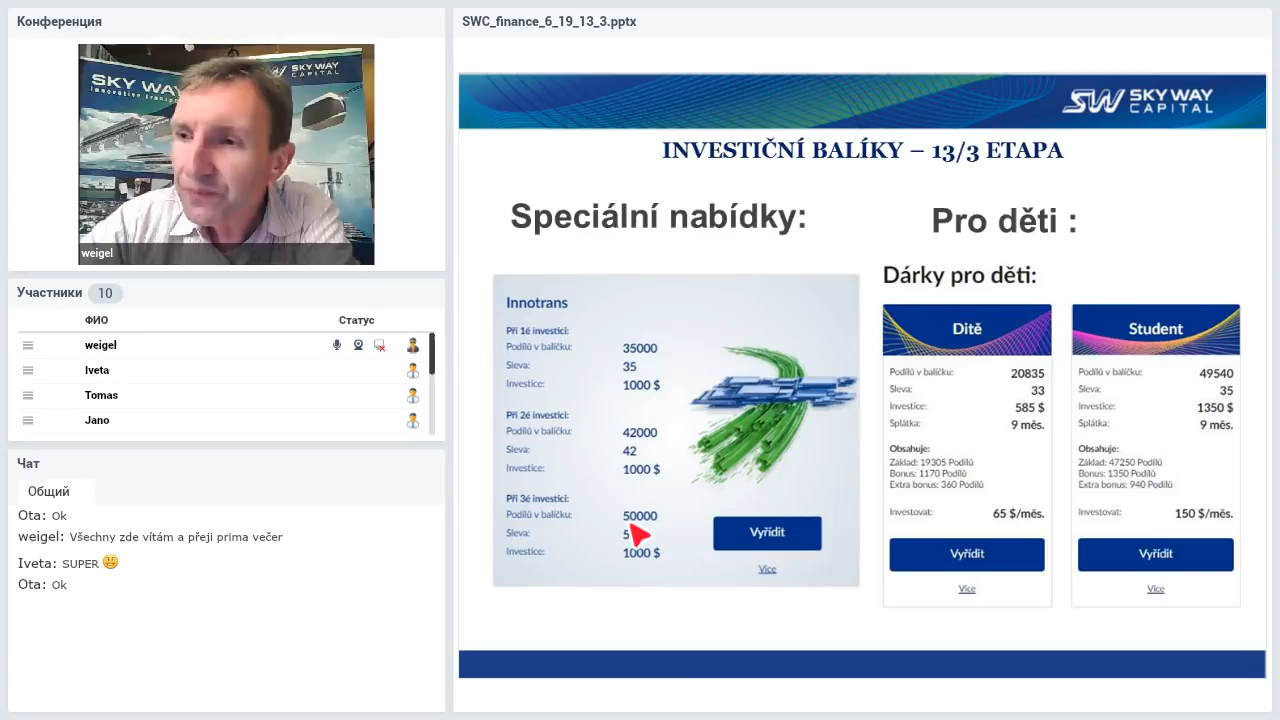 Конференция
SKY WAY
Innovative transp
SKY WAY
CAPITAL
weigel
Участники 10
ФИО Статус
weigel
Iveta
Tomas
Jano
Чат
Общий
Ota: Ok
weigel: Všechny zde vítám a přeji prima večer
Iveta: SUPER
Ota: Ok
SWC_finance_6_19_13_3.pptx
SW SKY WAY
CAPITAL
INVESTIČNÍ BALÍKY – 13/3 ETAPA
Speciální nabídky:
Innotrans
Při 1é investici:
Podílů v balíčku: 35000
Sleva: 35
Investice: 1000 $
Při 2é investici:
Podílů v balíčku: 42000
Sleva: 42
Investice: 1000 $
Při 3é investici:
Podílů v balíčku: 50000
Sleva:
Investice: 1000 $
Vyřídit
Více
Pro děti :
Dárky pro děti:
Dítě
Podílů v balíčku: 20835
Sleva: 33
Investice: 585 $
Splátka: 9 měs.
Obsahuje:
Základ: 19305 Podílů
Bonus: 1170 Podílů
Extra bonus: 360 Podílů
Investovat: 65 $/měs.
Vyřídit
Více
Student
Podílů v balíčku: 49540
Sleva: 35
Investice: 1350 $
Splátka: 9 měs.
Obsahuje:
Základ: 47250 Podílů
Bonus: 1350 Podílů
Extra bonus: 940 Podílů
Investovat: 150 $/měs.
Vyřídit
Více